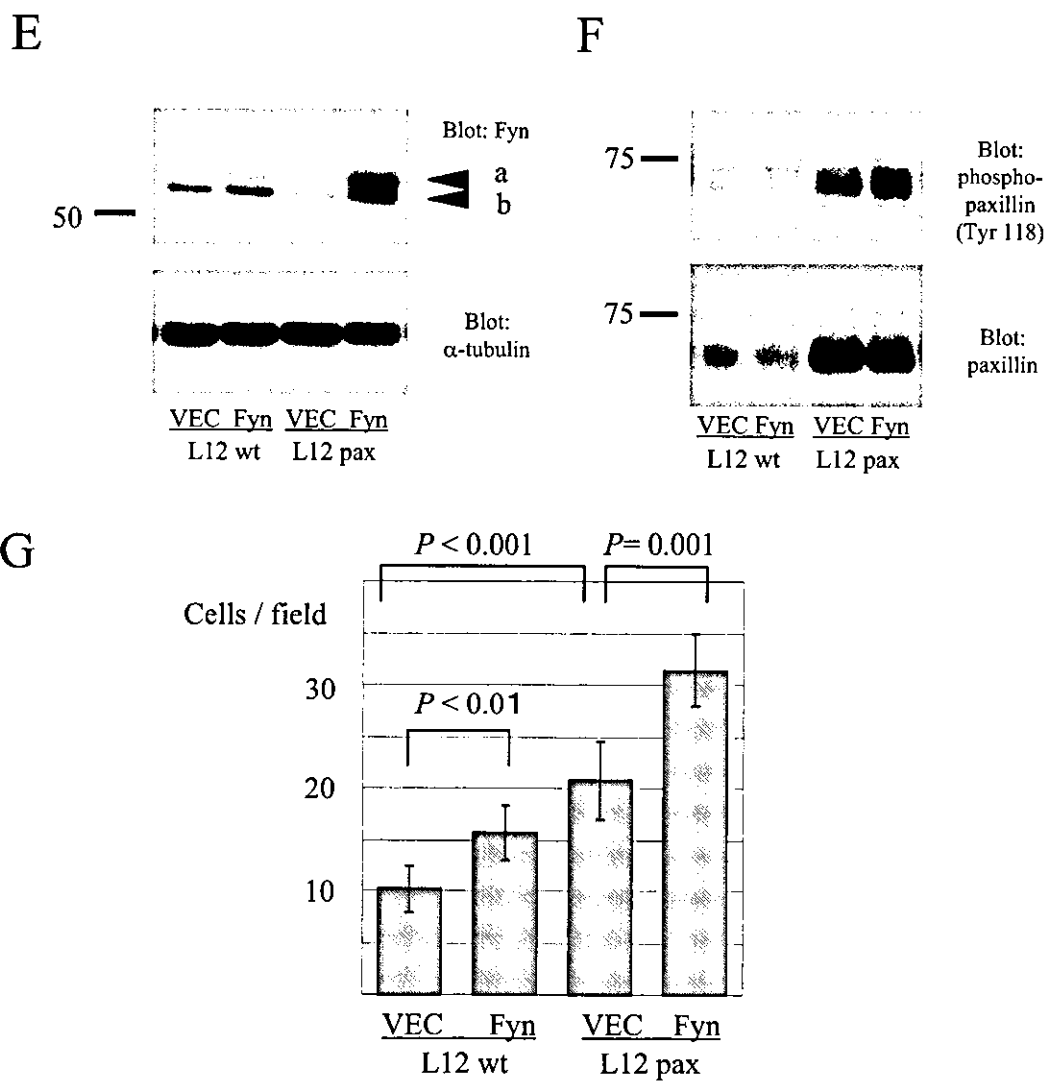 E
Blot: Fyn
a
b
50
Blot:
α-tubulin
VEC Fyn VEC Fyn
L12 wt L12 pax
F
75
Blot:
phospho-
paxillin
(Tyr 118)
75
Blot:
paxillin
VEC Fyn VEC Fyn
L12 wt L12 pax
G
P < 0.001 P= 0.001
Cells / field
30
P < 0.01
20
10
VEC Fyn VEC Fyn
L12 wt L12 pax